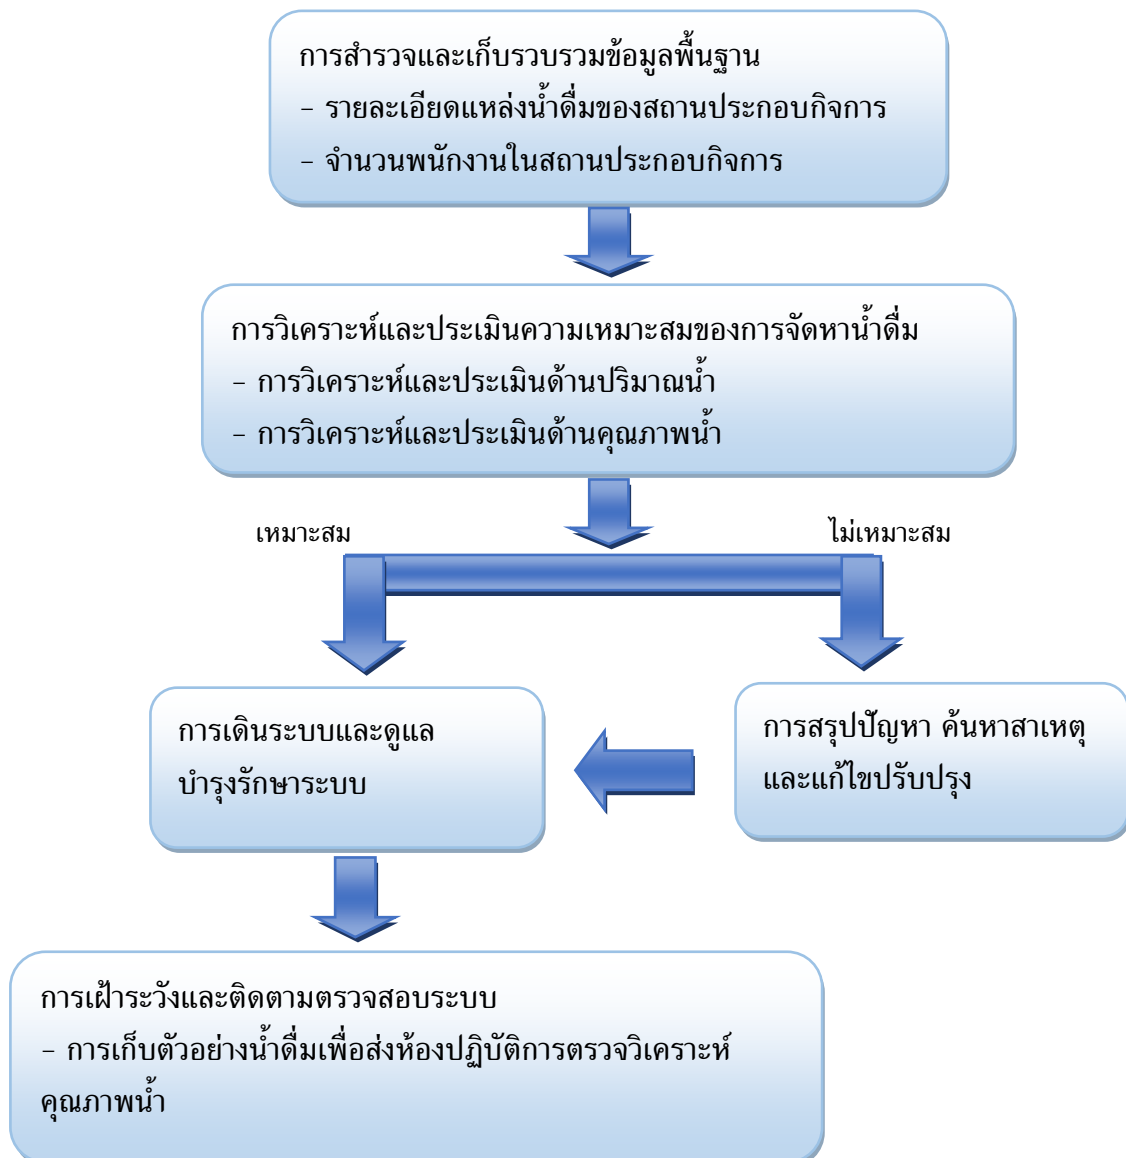 การสำรวจและเก็บรวบรวมข้อมูลพื้นฐาน
- รายละเอียดแหล่งน้ำดื่มของสถานประกอบกิจการ
- จำนวนพนักงานในสถานประกอบกิจการ
การวิเคราะห์และประเมินความเหมาะสมของการจัดหาน้ำดื่ม
- การวิเคราะห์และประเมินด้านปริมาณน้ำ
- การวิเคราะห์และประเมินด้านคุณภาพน้ำ
เหมาะสม
ไม่เหมาะสม
การเดินระบบและดูแล
บำรุงรักษาระบบ
การสรุปปัญหา ค้นหาสาเหตุ
และแก้ไขปรับปรุง
การเฝ้าระวังและติดตามตรวจสอบระบบ
- การเก็บตัวอย่างน้ำดื่มเพื่อส่งห้องปฏิบัติการตรวจวิเคราะห์
คุณภาพน้ำ